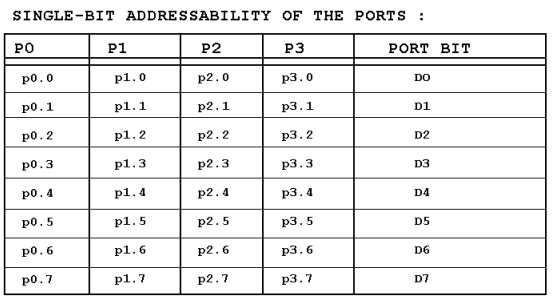 SINGLE-BIT ADDRESSABILITY OF THE PORTS :
P0 P1 P2 P3 PORT BIT
p0.0 p1.0 p2.0 p3.0 D0
p0.1 p1.1 p2.1 p3.1 D1
p0.2 p1.2 p2.2 p3.2 D2
p0.3 p1.3 p2.3 p3.3 D3
p0.4 p1.4 p2.4 p3.4 D4
p0.5 p1.5 p2.5 p3.5 D5
p0.6 p1.6 p2.6 p3.6 D6
p0.7 p1.7 p2.7 p3.7 D7